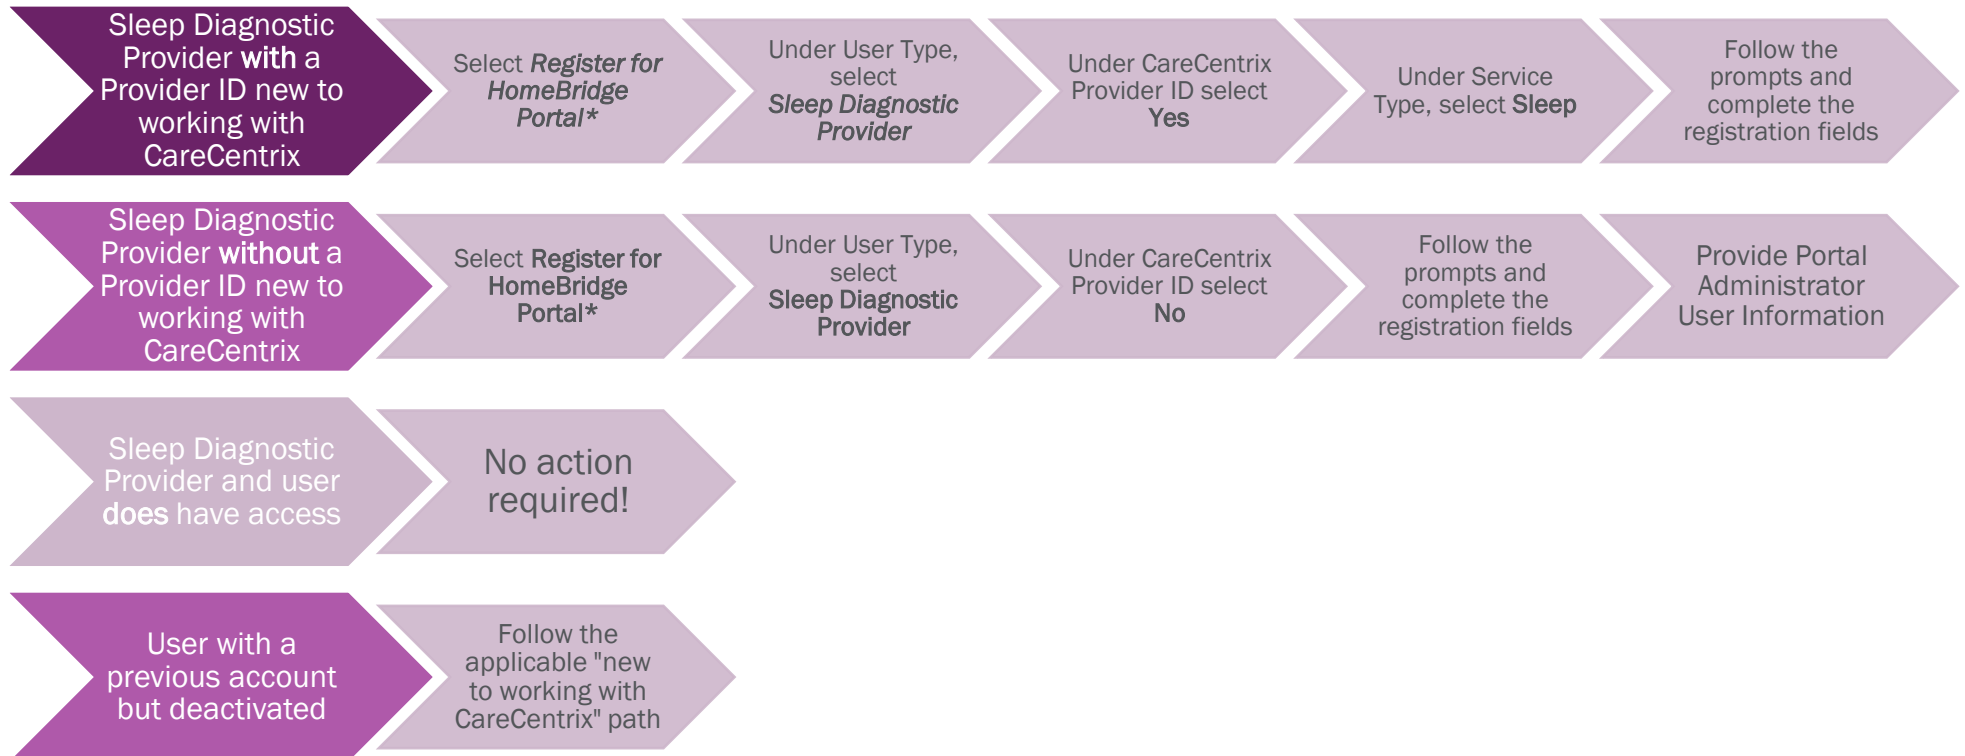 Sleep Diagnostic
Provider with a
Provider ID new to
working with
CareCentrix
Select Register for
HomeBridge
Portal*
Under User Type,
select
Sleep Diagnostic
Provider
Under CareCentrix
Provider ID select
Yes
Under Service
Type, select Sleep
Follow the
prompts and
complete the
registration fields
Sleep Diagnostic
Provider without a
Provider ID new to
working with
CareCentrix
Select Register for
HomeBridge
Portal*
Under User Type,
select
Sleep Diagnostic
Provider
Under CareCentrix
Provider ID select
No
Follow the
prompts and
complete the
registration fields
Provide Portal
Administrator
User Information
Sleep Diagnostic
Provider and user
does have access
No action
required!
User with a
previous account
but deactivated
Follow the
applicable "new
to working with
CareCentrix" path